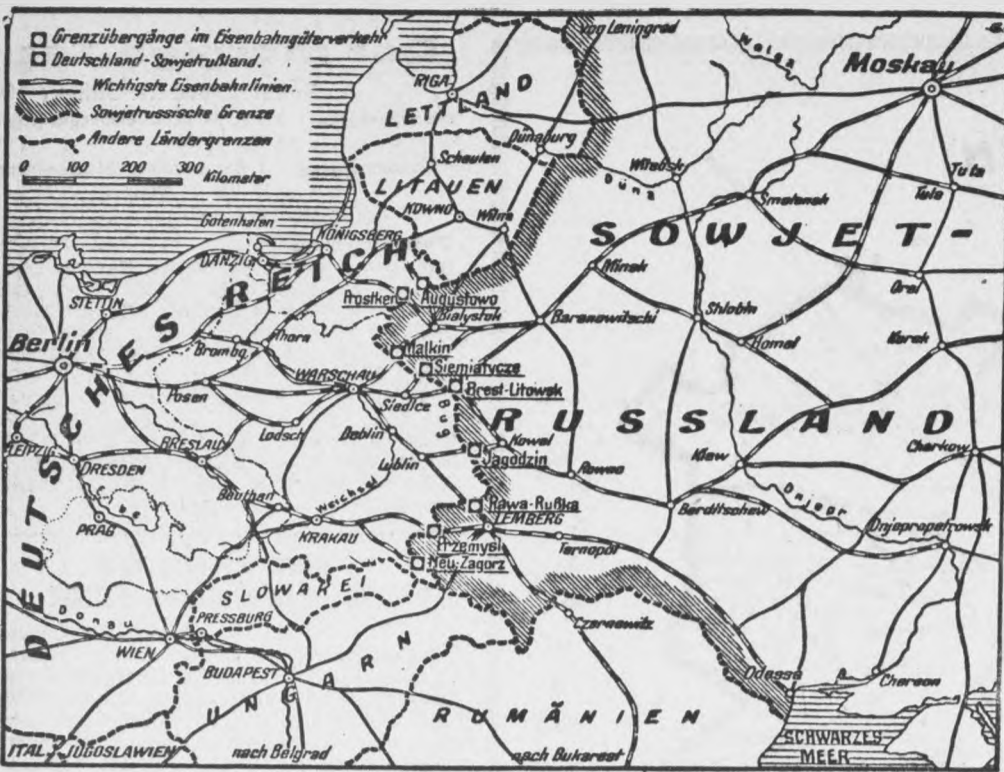 Grenzübergänge im Eisenbahngüterverkehr
Deutschland-Sowjetrußland.
Wichtigste Eisenbahnlinien.
Sowjetrussische Grenze
Andere Ländergrenzen
0 100 200 300 Kilometer
von Leningrad
Wolga
Moskau
RIGA
LETTLAND
Dünaburg
Schaulen
Witebsk
Düna
Tula
Tula
Smolensk
LITAUEN
KOWNO
Wilna
SOWJET-
Gotenhafen
DANZIG
KÖNIGSBERG
Minsk
Orel
STETTIN
Prostken
Augustowo
Bialystok
Baranowitschi
Shlobin
Homel
Kursk
Berlin
Brombg.
Thorn
Malkin
WARSCHAU
Siemiatycze
Posen
Siedlce
Brest-Litowsk
Bug
RUSSLAND
Lodsch
Deblin
LEIPZIG
DRESDEN
BRESLAU
Lublin
Kowel
Jagodzin
Rowno
Kiew
Charkow
DEUTSCHES REICH
Beuthen
Weichsel
Rawa-Rußka
Berditschew
Dnjepr
Dnjepropetrowsk
PRAG
Elbe
KRAKAU
LEMBERG
Przemysl
Tarnopol
Neu-Zagorz
SLOWAKEI
Donau
PRESSBURG
WIEN
Czernowitz
BUDAPEST
UNGARN
Odessa
Cherson
RUMÄNIEN
ITAL.
JUGOSLAWIEN
nach Belgrad
nach Bukarest
SCHWARZES
MEER